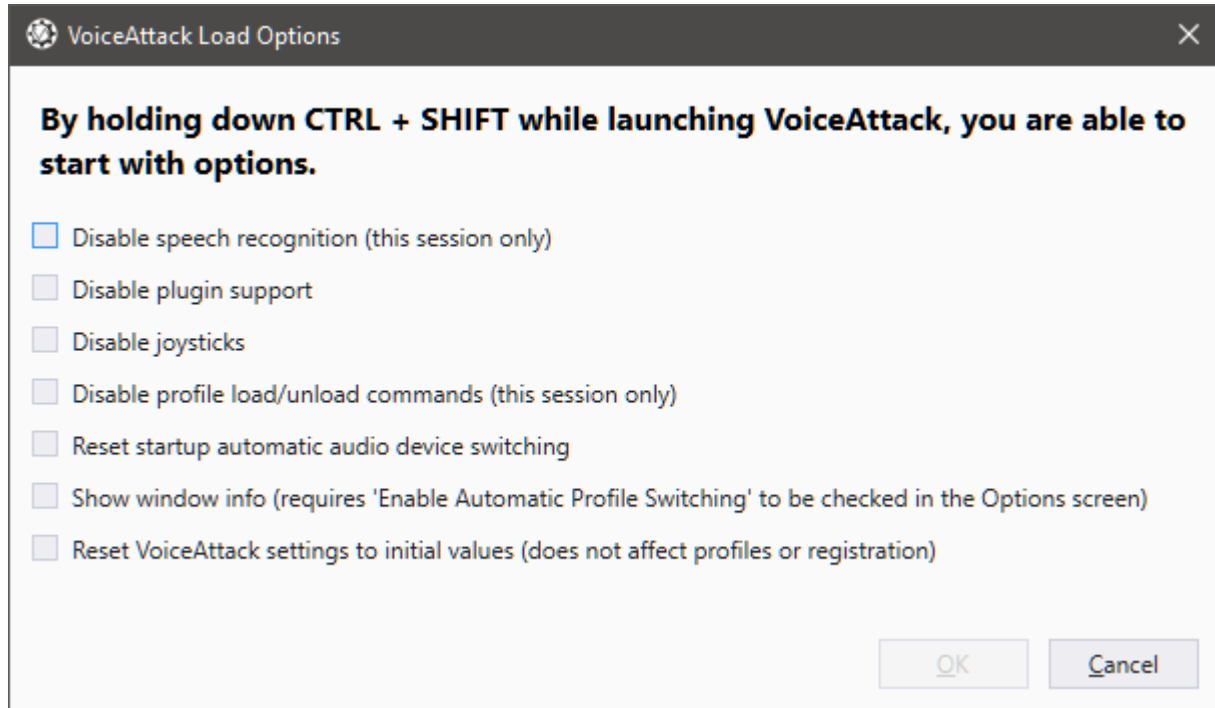 VoiceAttack Load Options
By holding down CTRL + SHIFT while launching VoiceAttack, you are able to
start with options.
Disable speech recognition (this session only)
Disable plugin support
Disable joysticks
Disable profile load/unload commands (this session only)
Reset startup automatic audio device switching
Show window info (requires 'Enable Automatic Profile Switching' to be checked in the Options screen)
Reset VoiceAttack settings to initial values (does not affect profiles or registration)
OK Cancel